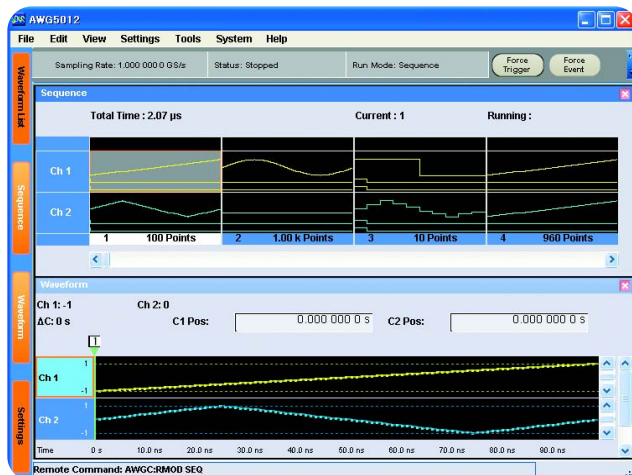 AWG5012
File Edit View Settings Tools System Help
Sampling Rate: 1.000 000 0 GS/s Status: Stopped Run Mode: Sequence Force Trigger Force Event
Waveform List
Sequence
Waveform
Settings
Sequence
Total Time : 2.07 µs Current : 1 Running :
Ch 1
Ch 2
1 100 Points 2 1.00 k Points 3 10 Points 4 960 Points
Waveform
Ch 1: -1 Ch 2: 0
ΔC: 0 s C1 Pos: 0.000 000 0 s C2 Pos: 0.000 000 0 s
1
1
Ch 1
-1
1
Ch 2
-1
Time 0 s 10.0 ns 20.0 ns 30.0 ns 40.0 ns 50.0 ns 60.0 ns 70.0 ns 80.0 ns 90.0 ns
Remote Command: AWGC:RMOD SEQ